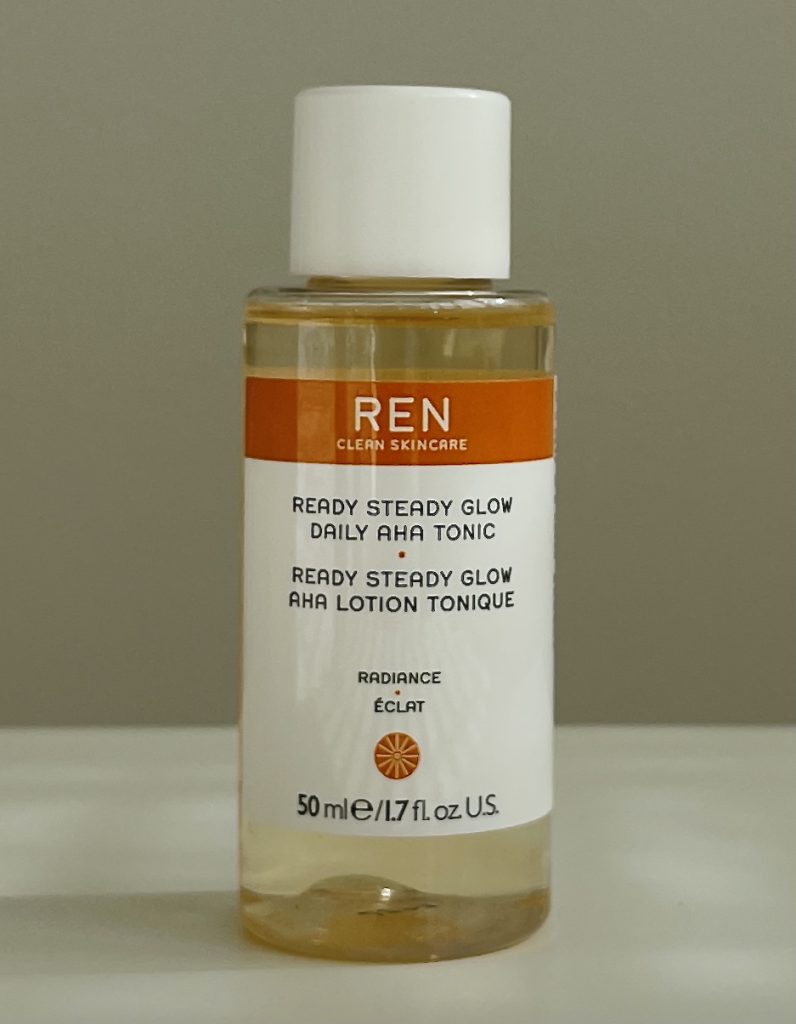 REN
CLEAN SKINCARE
READY STEADY GLOW
DAILY AHA TONIC
READY STEADY GLOW
AHA LOTION TONIQUE
RADIANCE
ÉCLAT
50 ml℮/1.7 fl. oz. U.S.